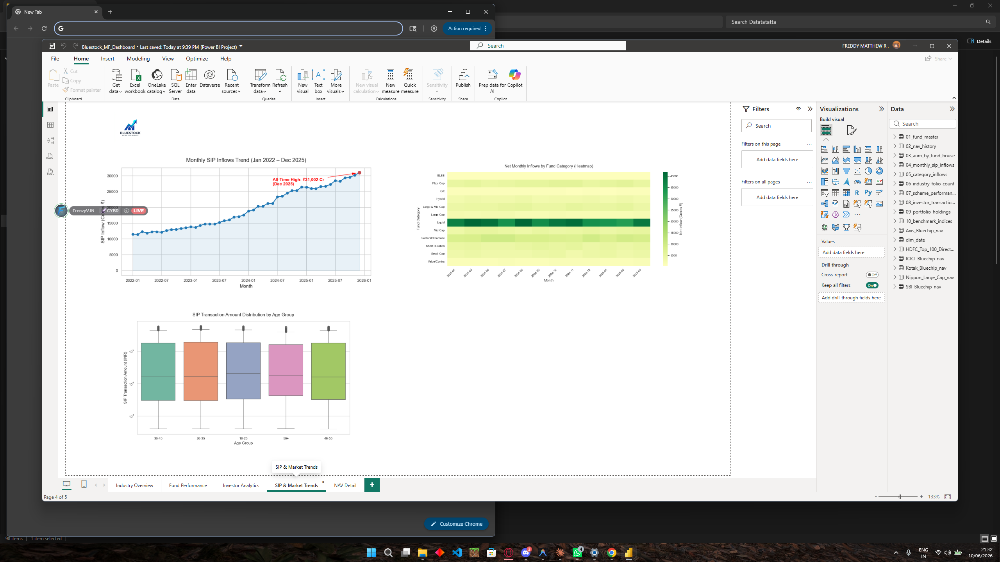 New Tab
Search Datatatatta
Action required
Details
Bluestock_MF_Dashboard • Last saved: Today at 9:39 PM (Power BI Project)
Search
FREDDY MATTHEW R .
File Home Insert Modeling View Optimize Help
Share
Paste
Cut
Copy
Format painter
Clipboard
Get data
Excel workbook
OneLake catalog
SQL Server
Enter data
Dataverse
Recent sources
Data
Transform data
Refresh
Queries
New visual
Text box
More visuals
Insert
New visual calculation
New measure
Quick measure
Calculations
Sensitivity
Sensitivity
Publish
Share
Prep data for AI
Copilot
Copilot
DAX
TMDL
BLUESTOCK
Monthly SIP Inflows Trend (Jan 2022 – Dec 2025)
All-Time High: ₹31,002 Cr
(Dec 2025)
30000
25000
20000
15000
10000
5000
0
SIP Inflow (Crores ₹)
2022-01 2022-07 2023-01 2023-07 2024-01 2024-07 2025-01 2025-07 2026-01
Month
FrenzyVJN CYBR LIVE
Net Monthly Inflows by Fund Category (Heatmap)
Fund Category
ELSS
Flexi Cap
Gilt
Hybrid
Large & Mid Cap
Large Cap
Liquid
Mid Cap
Sectoral/Thematic
Short Duration
Small Cap
Value/Contra
2024-04 2024-05 2024-06 2024-07 2024-08 2024-09 2024-10 2024-11 2024-12 2025-01 2025-02 2025-03
Month
40000
35000
30000
25000
20000
15000
10000
5000
Net Inflow (Crores ₹)
SIP Transaction Amount Distribution by Age Group
SIP Transaction Amount (INR)
10⁵
10⁴
10³
36-45 26-35 18-25 56+ 46-55
Age Group
SIP & Market Trends
Industry Overview
Fund Performance
Investor Analytics
SIP & Market Trends
x
NAV Detail
+
Page 4 of 5
- + 133%
Filters
Search
Filters on this page
...
Add data fields here
Filters on all pages
...
Add data fields here
Visualizations
Build visual
R Py
123
...
Values
Add data fields here
Drill through
Cross-report
Off
Keep all filters
On
Add drill-through fields here
Data
Search
01_fund_master
02_nav_history
03_aum_by_fund_house
04_monthly_sip_inflows
05_category_inflows
06_industry_folio_count
07_scheme_performan...
08_investor_transactio...
09_portfolio_holdings
10_benchmark_indices
Axis_Bluechip_nav
dim_date
HDFC_Top_100_Direct...
ICICI_Bluechip_nav
Kotak_Bluechip_nav
Nippon_Large_Cap_nav
SBI_Bluechip_nav
Customize Chrome
98 items | 1 item selected |
3
4
ENG
IN
21:42
10/06/2026